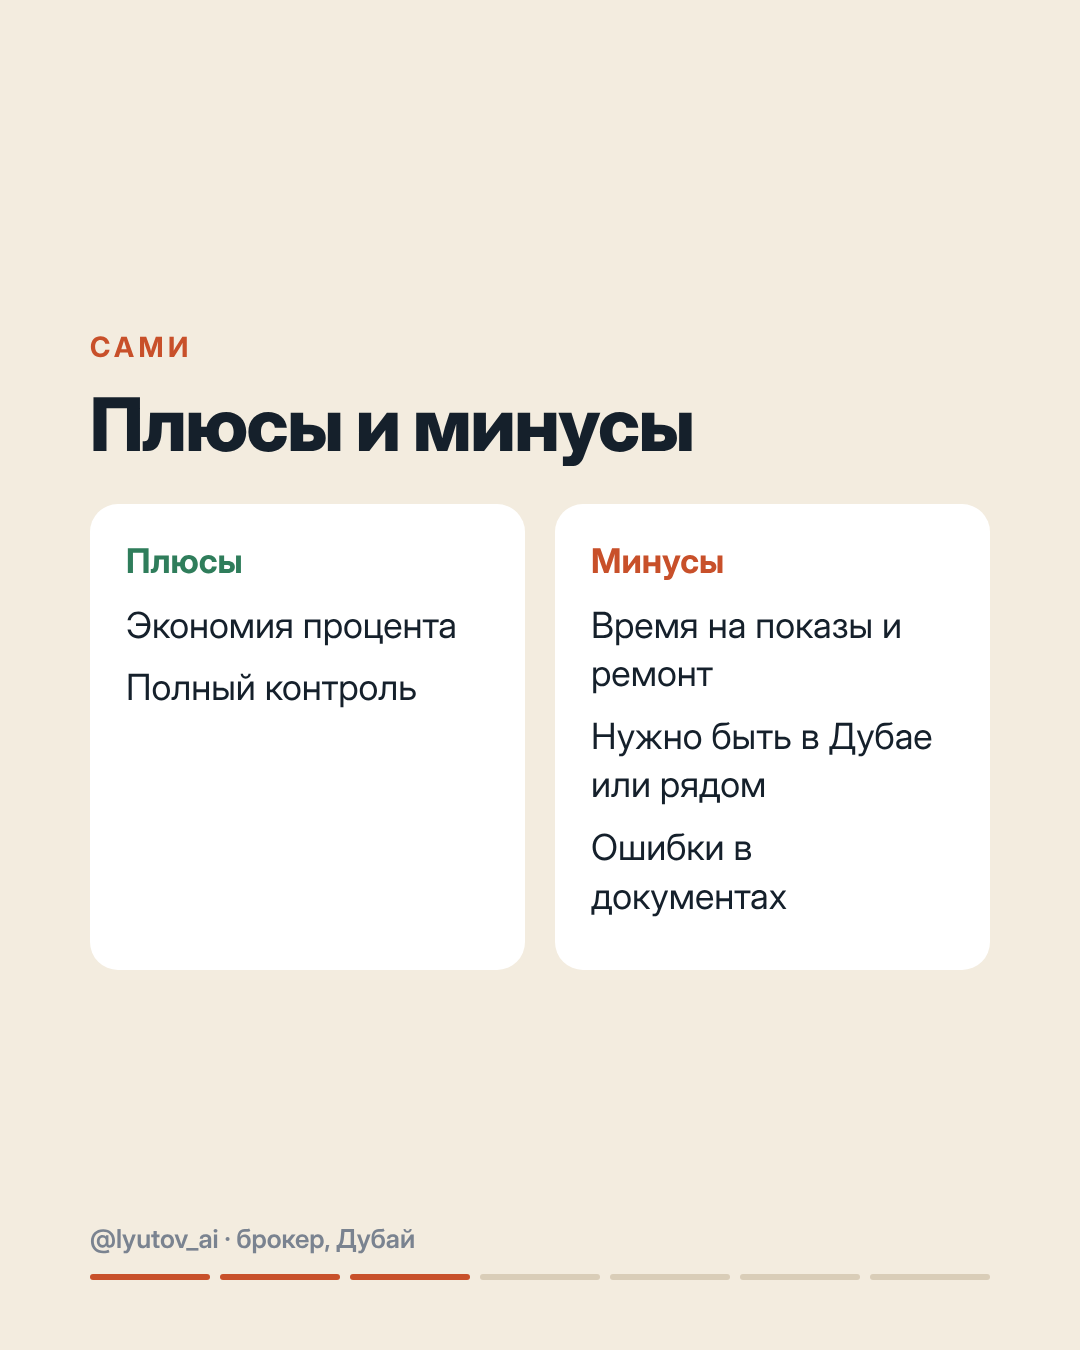 САМИ
Плюсы и минусы
Плюсы
Экономия процента
Полный контроль
Минусы
Время на показы и
ремонт
Нужно быть в Дубае
или рядом
Ошибки в
документах
@lyutov_ai · брокер, Дубай